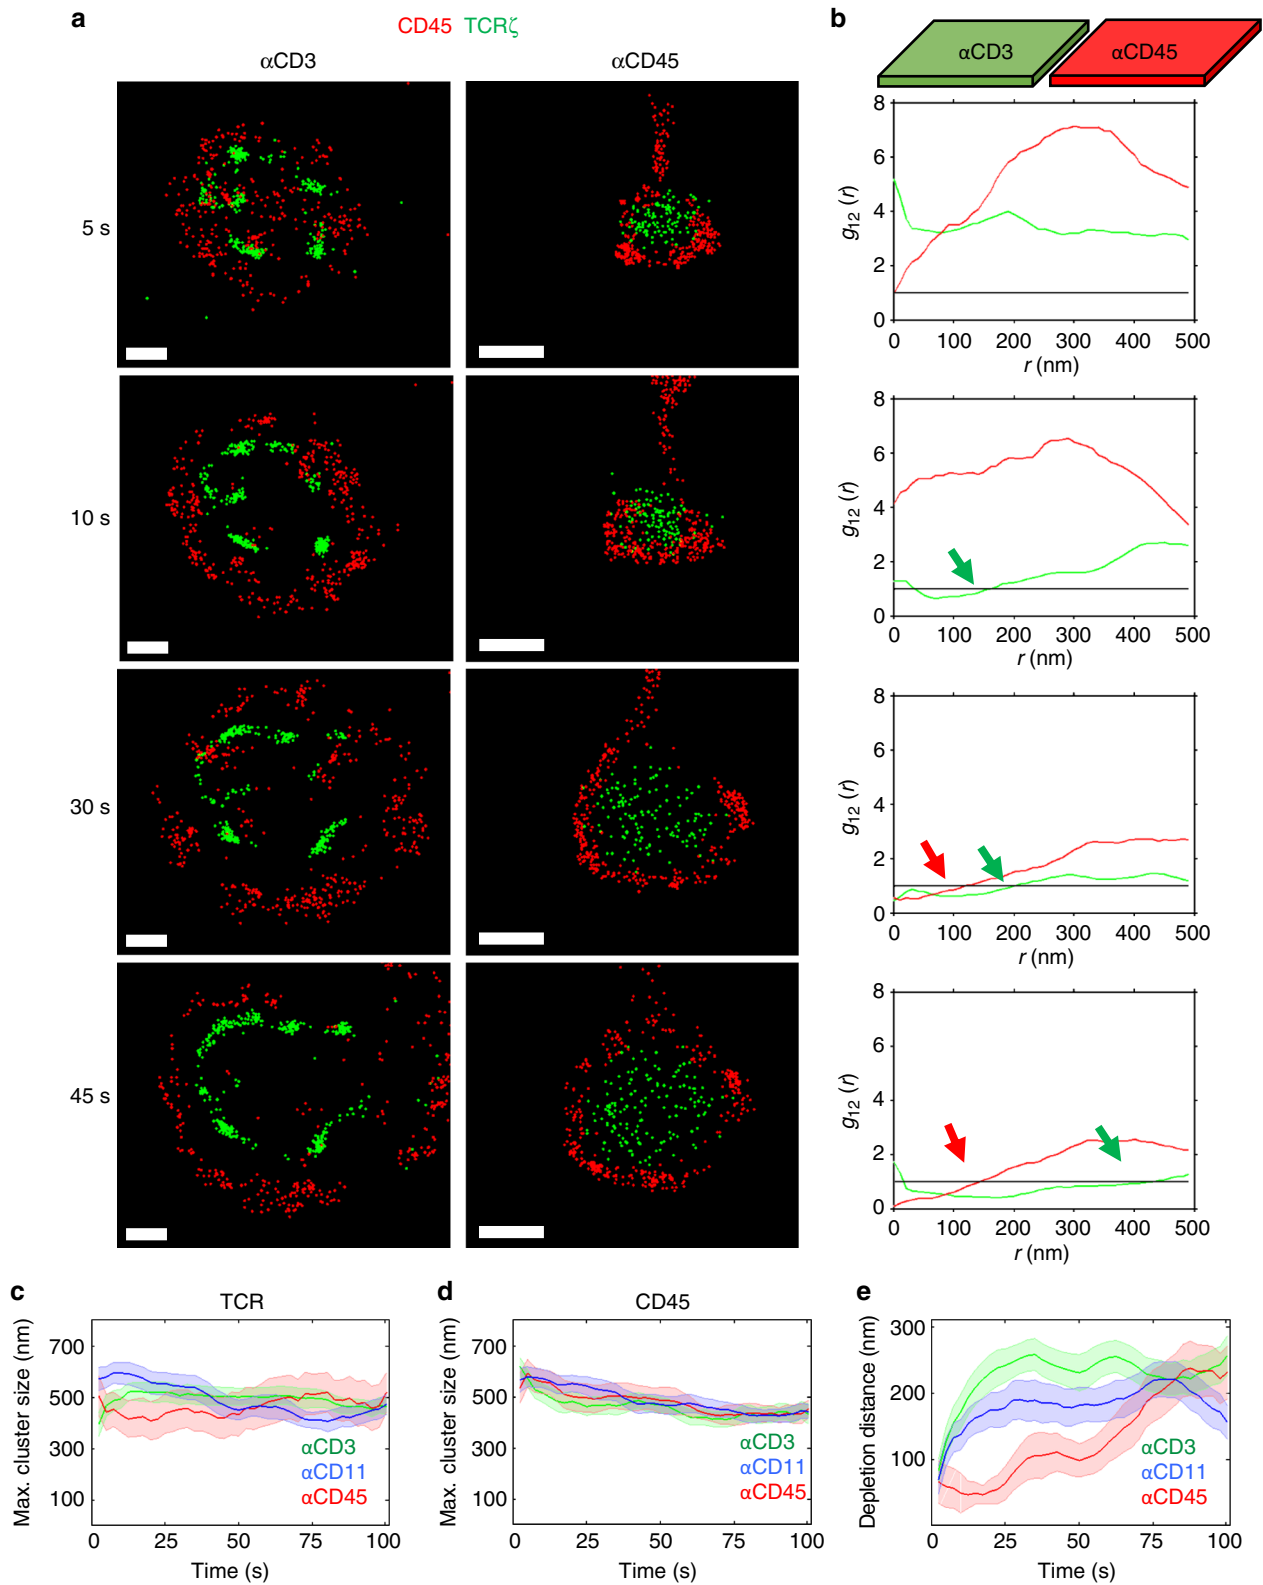 a
CD45 TCRζ
αCD3
αCD45
5 s
10 s
30 s
45 s
b
αCD3
αCD45
8
6
4
2
0
g12 (r)
0 100 200 300 400 500
r (nm)
8
6
4
2
0
g12 (r)
0 100 200 300 400 500
r (nm)
8
6
4
2
0
g12 (r)
0 100 200 300 400 500
r (nm)
8
6
4
2
0
g12 (r)
0 100 200 300 400 500
r (nm)
c
TCR
Max. cluster size (nm)
700
500
300
100
αCD3
αCD11
αCD45
0 25 50 75 100
Time (s)
d
CD45
Max. cluster size (nm)
700
500
300
100
αCD3
αCD11
αCD45
0 25 50 75 100
Time (s)
e
Depletion distance (nm)
300
200
100
αCD3
αCD11
αCD45
0 25 50 75 100
Time (s)